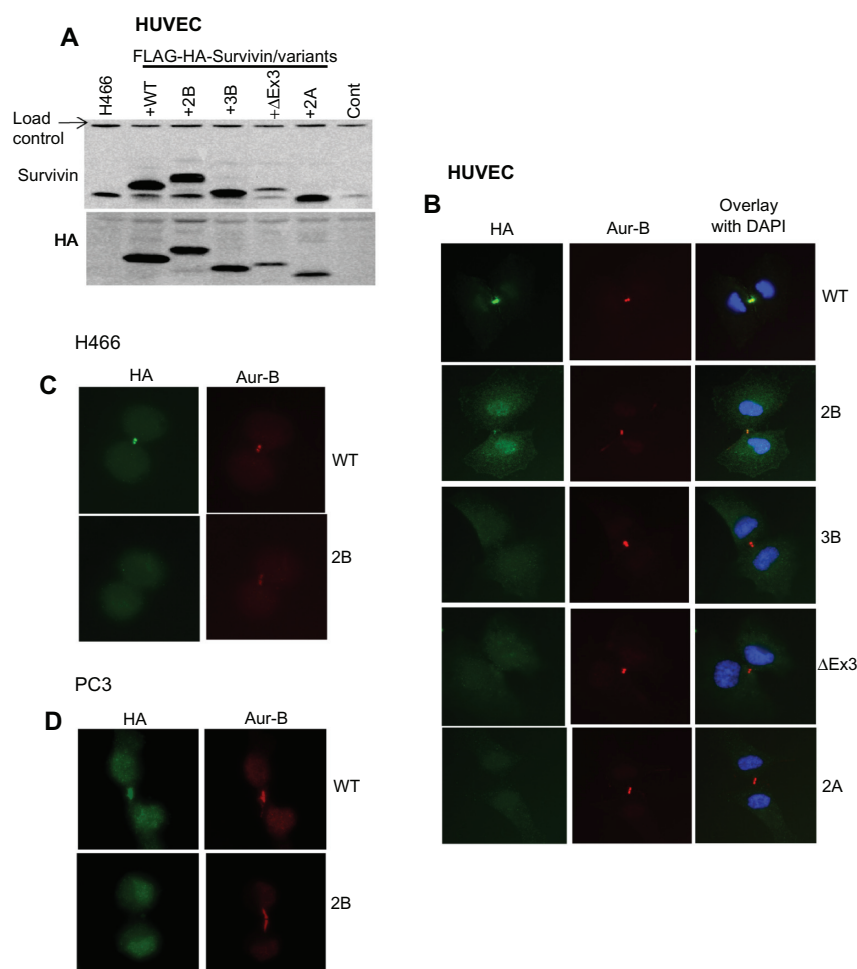 A
HUVEC
FLAG-HA-Survivin/variants
H466
+WT
+2B
+3B
+ΔEx3
+2A
Cont
Load
control
Survivin
HA
HUVEC
B
HA
Aur-B
Overlay
with DAPI
WT
2B
3B
ΔEx3
2A
H466
C
HA
Aur-B
WT
2B
PC3
D
HA
Aur-B
WT
2B